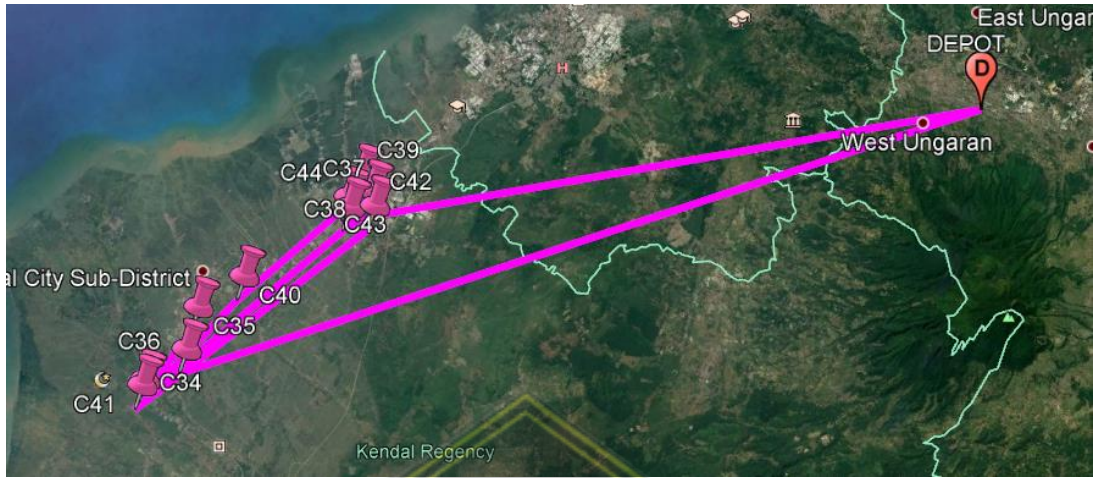 East Ungar
DEPOT
D
H
West Ungaran
C39
C44
C37
C42
C38
C43
al City Sub-District
C40
C35
C36
C34
C41
Kendal Regency